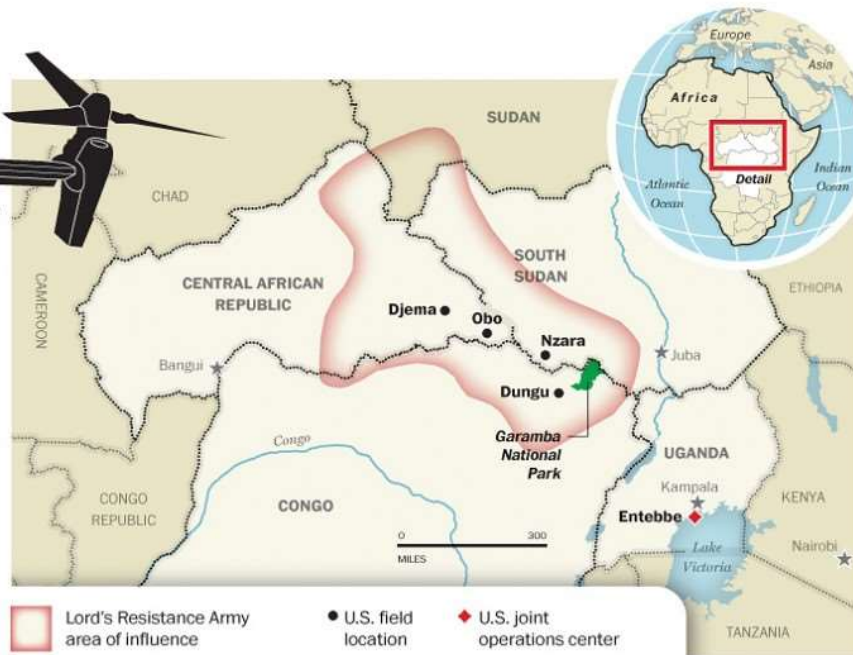 Europe
Asia
Africa
Detail
Atlantic
Ocean
Indian
Ocean
SUDAN
CHAD
CAMEROON
CENTRAL AFRICAN
REPUBLIC
SOUTH
SUDAN
ETHIOPIA
Djema
Obo
Nzara
Bangui
Juba
Dungu
Garamba
National
Park
Congo
UGANDA
Kampala
CONGO
REPUBLIC
CONGO
Entebbe
KENYA
Nairobi
Lake
Victoria
0 300
MILES
TANZANIA
Lord's Resistance Army
area of influence
U.S. field
location
U.S. joint
operations center